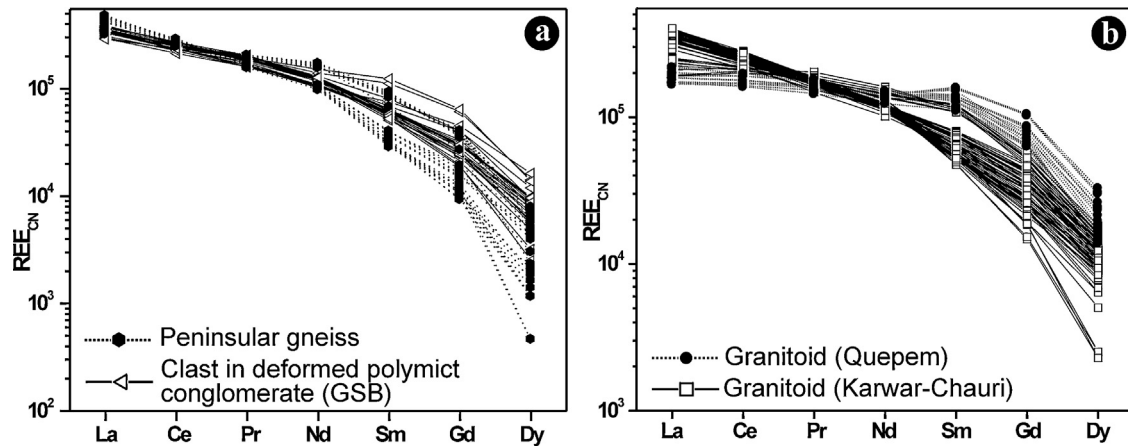 a
REE_CN
10^5
10^4
10^3
10^2
La Ce Pr Nd Sm Gd Dy
Peninsular gneiss
Clast in deformed polymict
conglomerate (GSB)
b
REE_CN
10^5
10^4
10^3
La Ce Pr Nd Sm Gd Dy
Granitoid (Quepem)
Granitoid (Karwar-Chauri)